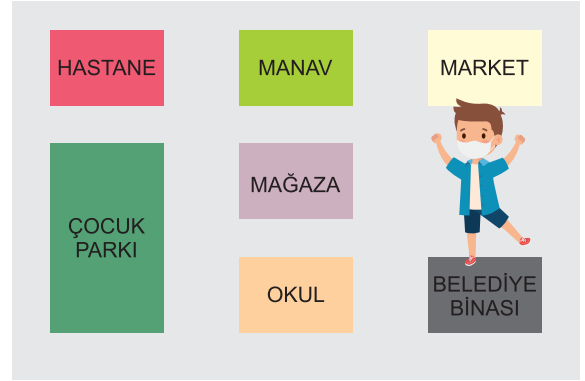 HASTANE
MANAV
MARKET
ÇOCUK
PARKI
MAĞAZA
OKUL
BELEDİYE
BİNASI